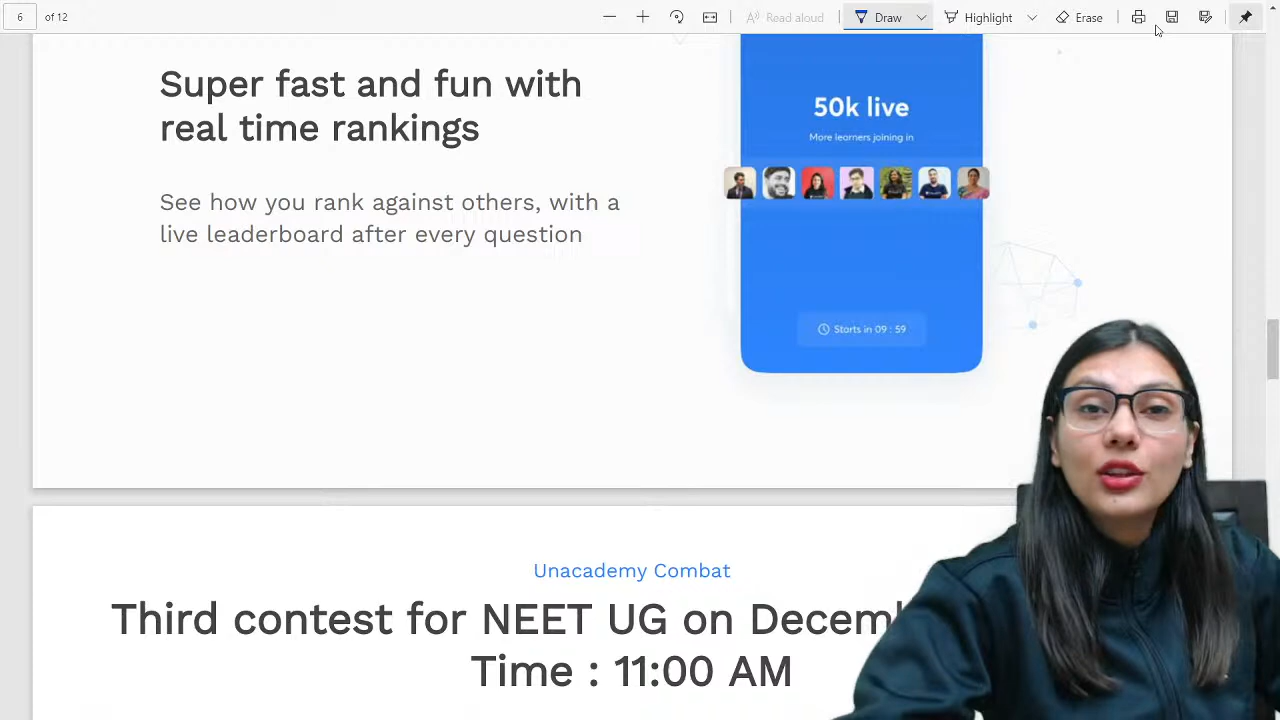 6 of 12
Read aloud
Draw
Highlight
Erase
Super fast and fun with
real time rankings
See how you rank against others, with a
live leaderboard after every question
50k live
More learners joining in
Starts in 09 : 59
Unacademy Combat
Third contest for NEET UG on
Time : 11:00 AM